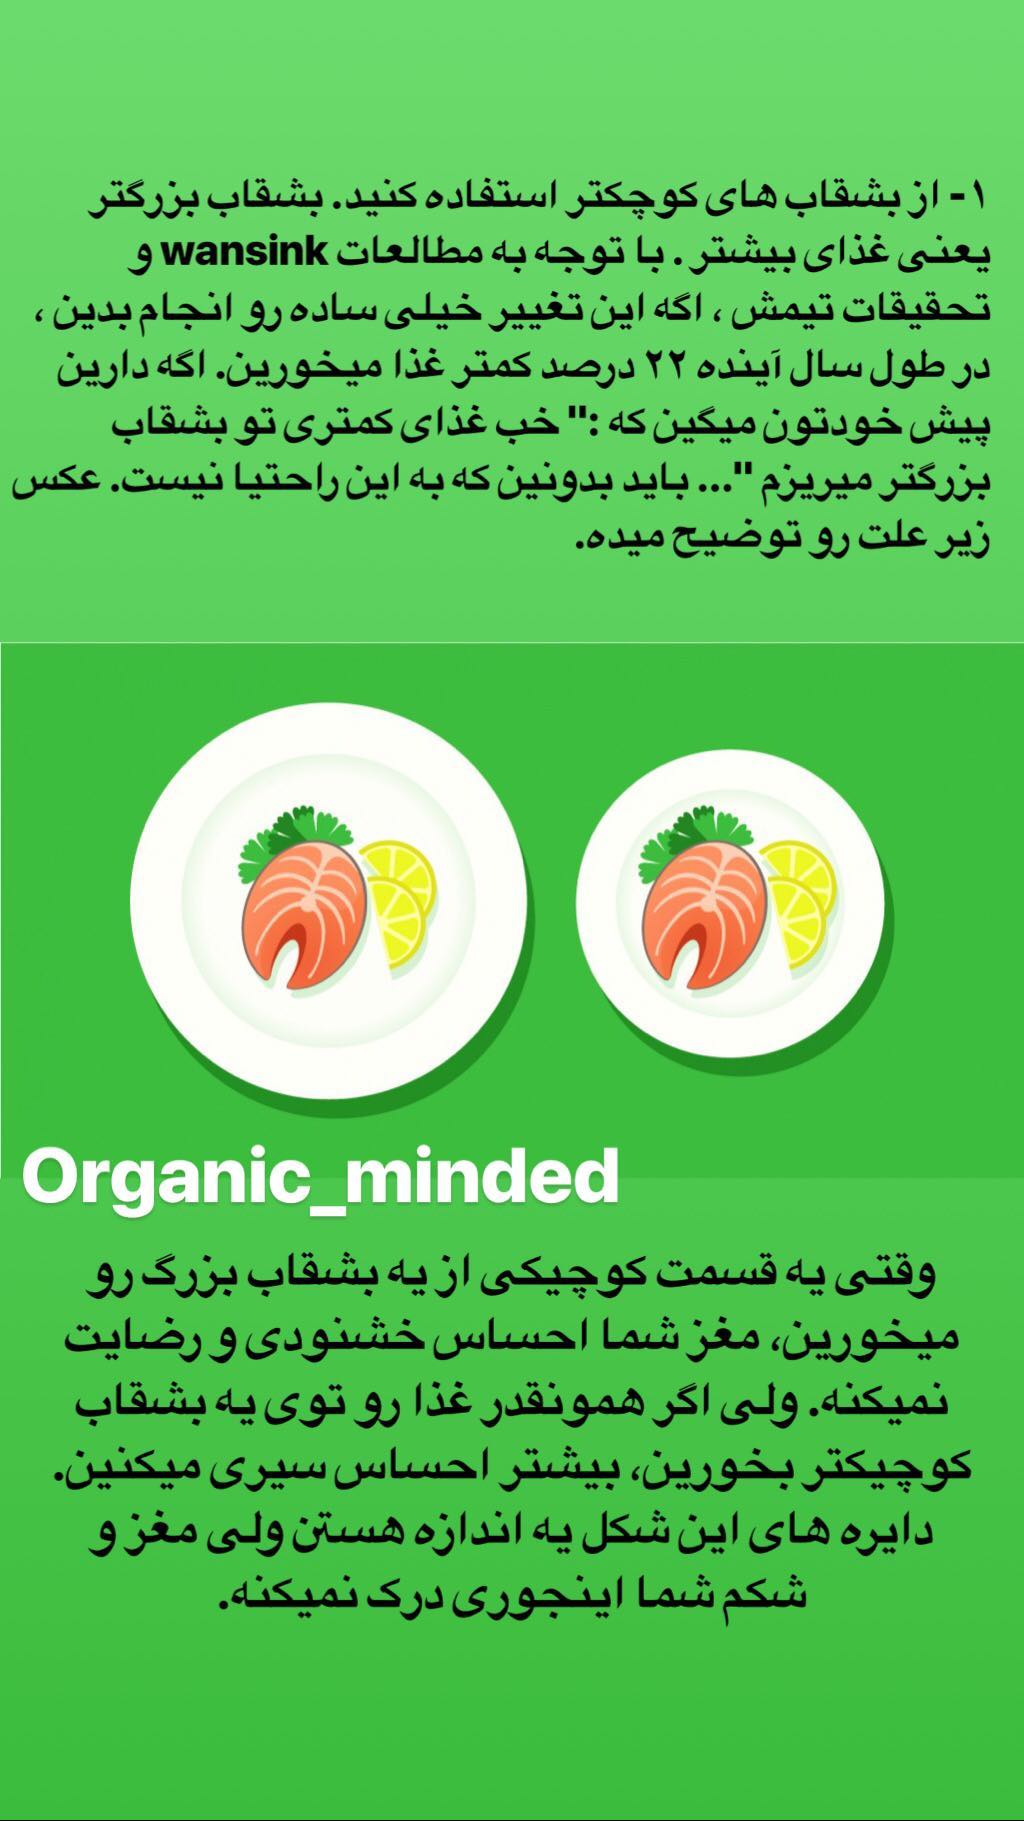 ۱- از بشقاب های کوچکتر استفاده کنید. بشقاب بزرگتر
یعنی غذای بیشتر . با توجه به مطالعات wansink و
تحقیقات تیمش ، اگه این تغییر خیلی ساده رو انجام بدین ،
در طول سال آینده ۲۲ درصد کمتر غذا میخورین. اگه دارین
پیش خودتون میگین که :" خب غذای کمتری تو بشقاب
بزرگتر میریزم "... باید بدونین که به این راحتیا نیست. عکس
زیر علت رو توضیح میده.
Organic_minded
وقتی یه قسمت کوچیکی از یه بشقاب بزرگ رو
میخورین، مغز شما احساس خشنودی و رضایت
نمیکنه. ولی اگر همونقدر غذا رو توی یه بشقاب
کوچیکتر بخورین، بیشتر احساس سیری میکنین.
دایره های این شکل یه اندازه هستن ولی مغز و
شکم شما اینجوری درک نمیکنه.